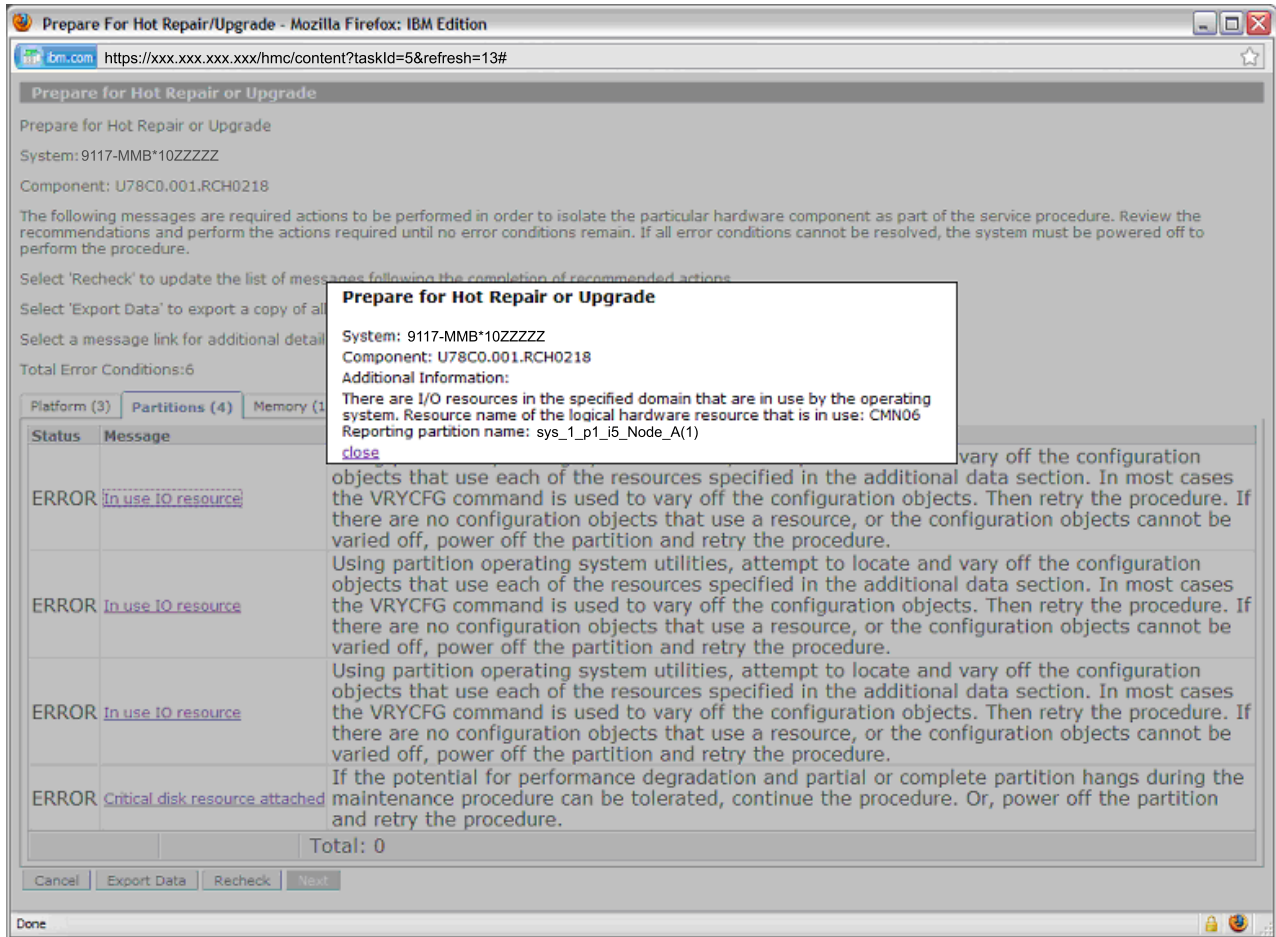 Prepare For Hot Repair/Upgrade - Mozilla Firefox: IBM Edition
ibm.com https://xxx.xxx.xxx.xxx/hmc/content?taskId=5&refresh=13#
Prepare for Hot Repair or Upgrade
Prepare for Hot Repair or Upgrade
System: 9117-MMB*10ZZZZZ
Component: U78C0.001.RCH0218
The following messages are required actions to be performed in order to isolate the particular hardware component as part of the service procedure. Review the
recommendations and perform the actions required until no error conditions remain. If all error conditions cannot be resolved, the system must be powered off to
perform the procedure.
Select 'Recheck' to update the list of messages following the completion of recommended actions
Select 'Export Data' to export a copy of all
Select a message link for additional detail
Total Error Conditions:6
Prepare for Hot Repair or Upgrade
System: 9117-MMB*10ZZZZZ
Component: U78C0.001.RCH0218
Additional Information:
There are I/O resources in the specified domain that are in use by the operating
system. Resource name of the logical hardware resource that is in use: CMN06
Reporting partition name: sys_1_p1_i5_Node_A(1)
close
Platform (3) Partitions (4) Memory (1
Status Message
vary off the configuration
objects that use each of the resources specified in the additional data section. In most cases
ERROR In use IO resource the VRYCFG command is used to vary off the configuration objects. Then retry the procedure. If
there are no configuration objects that use a resource, or the configuration objects cannot be
varied off, power off the partition and retry the procedure.
Using partition operating system utilities, attempt to locate and vary off the configuration
objects that use each of the resources specified in the additional data section. In most cases
ERROR In use IO resource the VRYCFG command is used to vary off the configuration objects. Then retry the procedure. If
there are no configuration objects that use a resource, or the configuration objects cannot be
varied off, power off the partition and retry the procedure.
Using partition operating system utilities, attempt to locate and vary off the configuration
objects that use each of the resources specified in the additional data section. In most cases
ERROR In use IO resource the VRYCFG command is used to vary off the configuration objects. Then retry the procedure. If
there are no configuration objects that use a resource, or the configuration objects cannot be
varied off, power off the partition and retry the procedure.
If the potential for performance degradation and partial or complete partition hangs during the
ERROR Critical disk resource attached maintenance procedure can be tolerated, continue the procedure. Or, power off the partition
and retry the procedure.
Total: 0
Cancel Export Data Recheck Next
Done